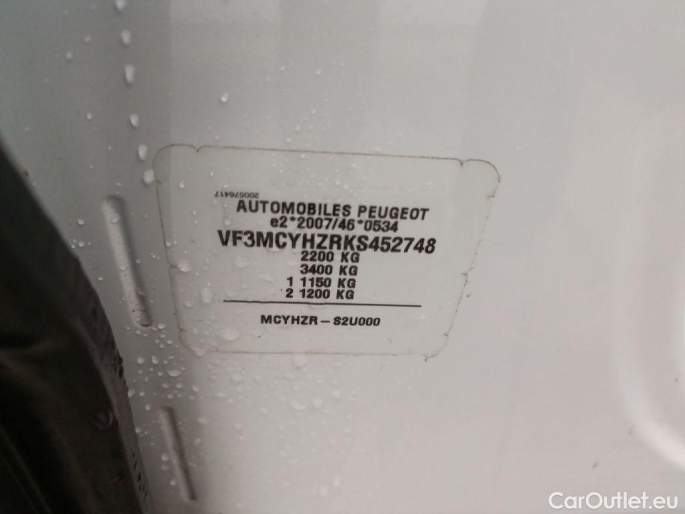 200576417
AUTOMOBILES PEUGEOT
e2*2007/46*0534
VF3MCYHZRKS452748
2200 KG
3400 KG
1 1150 KG
2 1200 KG
MCYHZR – S2U000
CarOutlet.eu